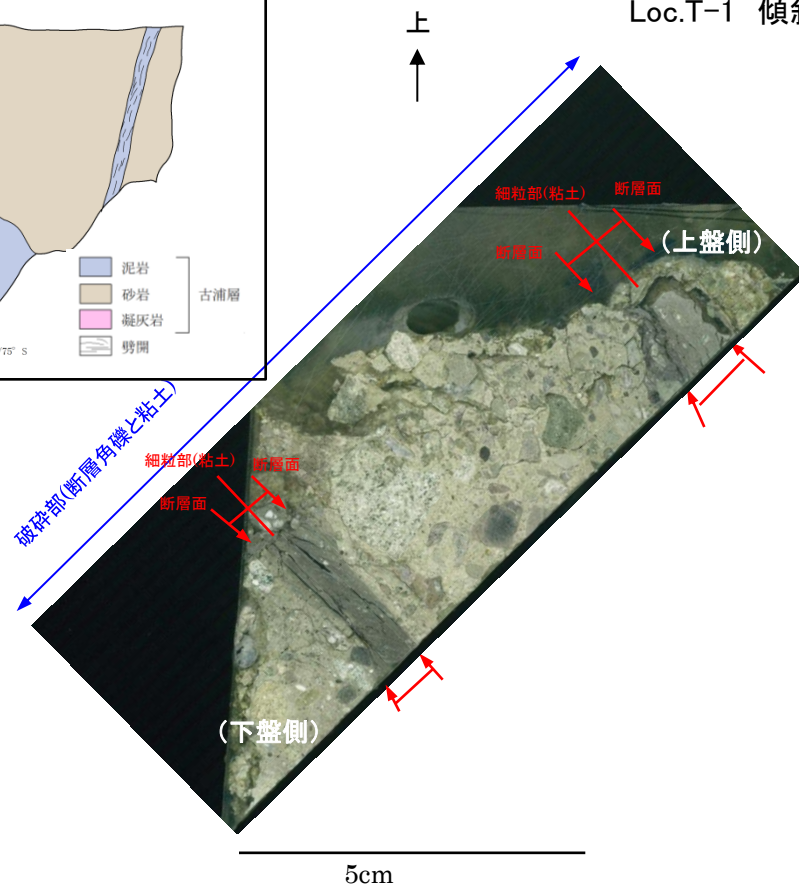 Loc.T-1 傾斜
上
泥岩
砂岩
凝灰岩
劈開
古浦層
75° S
細粒部(粘土)
断層面
断層面
（上盤側）
破砕部(断層角礫と粘土)
細粒部(粘土)
断層面
断層面
（下盤側）
5cm